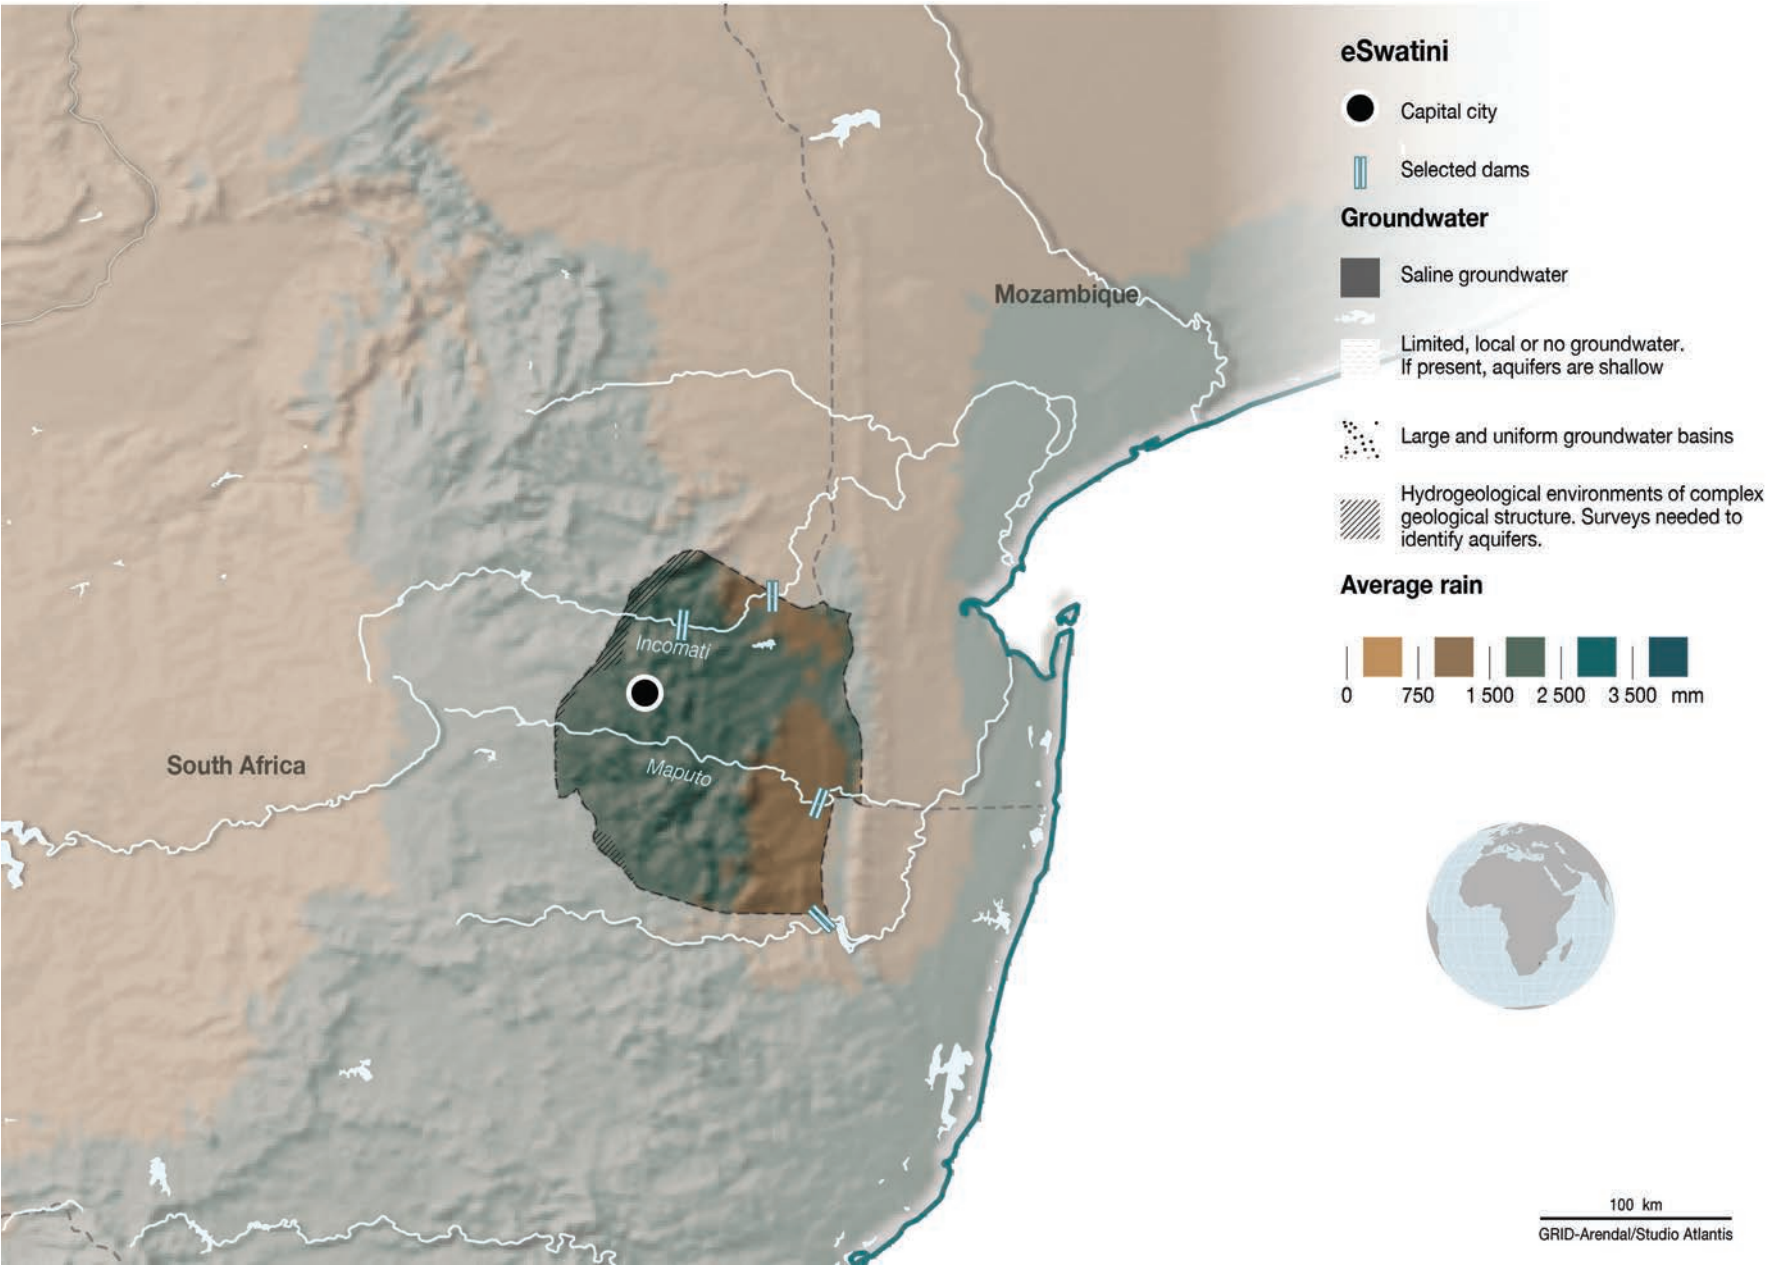 eSwatini
Capital city
Selected dams
Groundwater
Saline groundwater
Limited, local or no groundwater.
If present, aquifers are shallow
Large and uniform groundwater basins
Hydrogeological environments of complex
geological structure. Surveys needed to
identify aquifers.
Average rain
0 750 1 500 2 500 3 500 mm
Mozambique
Incomati
Maputo
South Africa
100 km
GRID-Arendal/Studio Atlantis